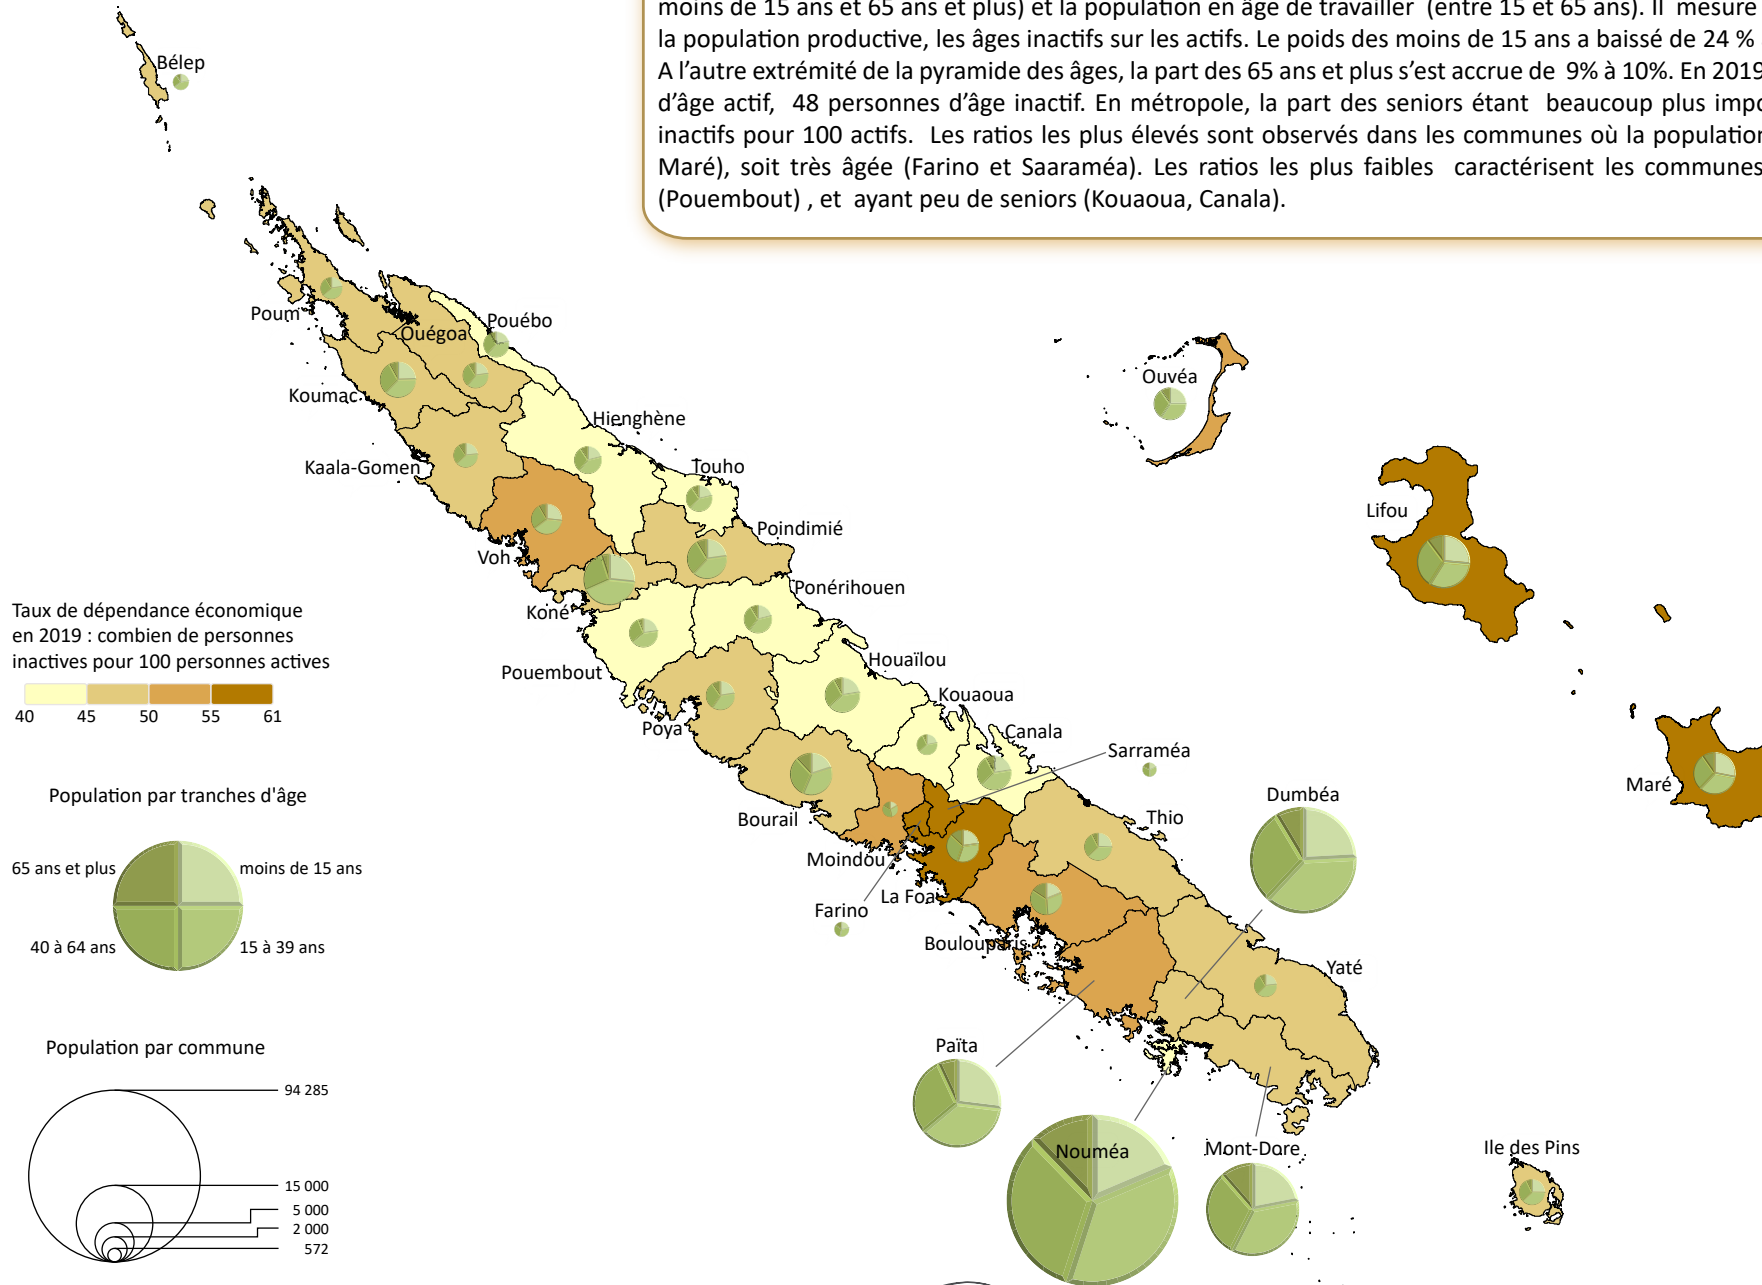 moins de 15 ans et 65 ans et plus) et la population en âge de travailler (entre 15 et 65 ans). Il mesure
la population productive, les âges inactifs sur les actifs. Le poids des moins de 15 ans a baissé de 24 %
A l’autre extrémité de la pyramide des âges, la part des 65 ans et plus s’est accrue de 9% à 10%. En 2019
d’âge actif, 48 personnes d’âge inactif. En métropole, la part des seniors étant beaucoup plus impo
inactifs pour 100 actifs. Les ratios les plus élevés sont observés dans les communes où la population
Maré), soit très âgée (Farino et Saaraméa). Les ratios les plus faibles caractérisent les communes
(Pouembout) , et ayant peu de seniors (Kouaoua, Canala).
Bélep
Poum
Ouégoa
Pouébo
Koumac
Hienghène
Kaala-Gomen
Touho
Ouvéa
Lifou
Poindimié
Voh
Ponérihouen
Koné
Pouembout
Houaïlou
Kouaoua
Poya
Canala
Sarraméa
Maré
Dumbéa
Bourail
Thio
Moindou
La Foa
Farino
Boulouparis
Yaté
Païta
Nouméa
Mont-Dore
Ile des Pins
Taux de dépendance économique
en 2019 : combien de personnes
inactives pour 100 personnes actives
40 45 50 55 61
Population par tranches d'âge
65 ans et plus
moins de 15 ans
40 à 64 ans
15 à 39 ans
Population par commune
94 285
15 000
5 000
2 000
572